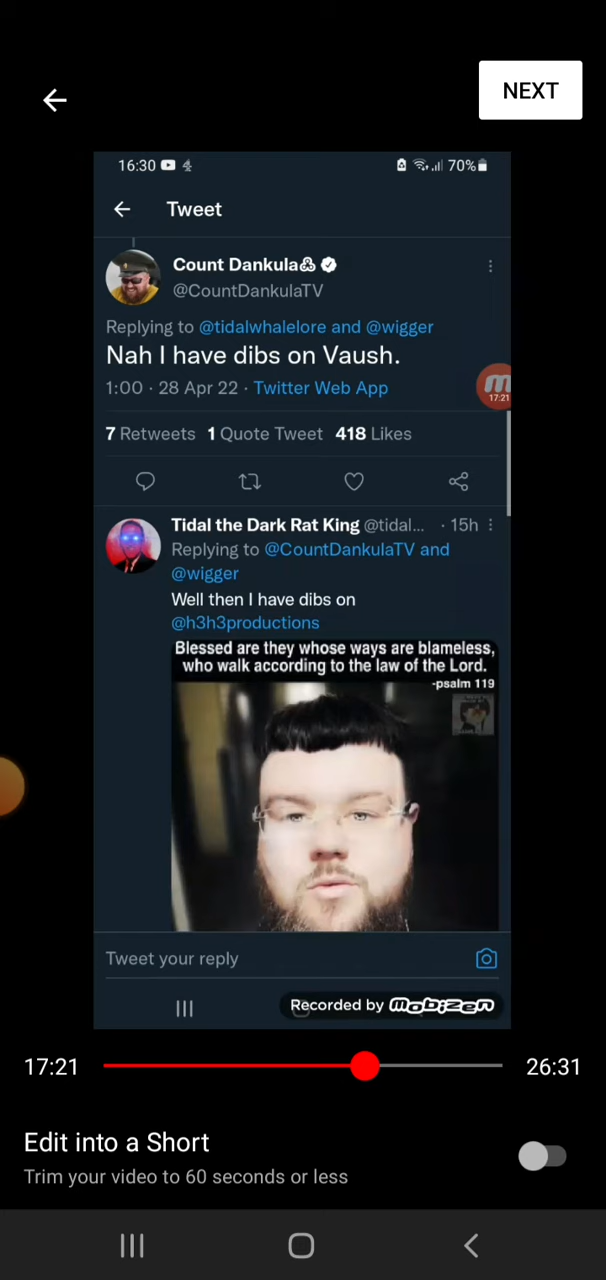 NEXT
16:30
70%
Tweet
Count Dankula
@CountDankulaTV
Replying to @tidalwhalelore and @wigger
Nah I have dibs on Vaush.
1:00 · 28 Apr 22 · Twitter Web App
17:21
7 Retweets 1 Quote Tweet 418 Likes
Tidal the Dark Rat King @tidal... · 15h
Replying to @CountDankulaTV and
@wigger
Well then I have dibs on
@h3h3productions
Blessed are they whose ways are blameless,
who walk according to the law of the Lord.
-psalm 119
Tweet your reply
Recorded by mobizen
17:21
26:31
Edit into a Short
Trim your video to 60 seconds or less